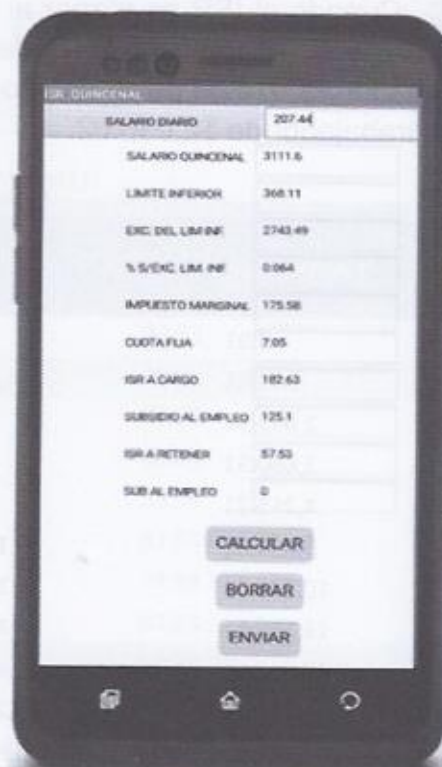 ISR_QUINCENAL
SALARIO DIARIO 207.44
SALARIO QUINCENAL 3111.6
LIMITE INFERIOR 368.11
EXC. DEL LIM INF 2743.49
% S/EXC. LIM. INF 0.064
IMPUESTO MARGINAL 175.58
CUOTA FIJA 7.05
ISR A CARGO 182.63
SUBSIDIO AL EMPLEO 125.1
ISR A RETENER 57.53
SUB AL EMPLEO 0
CALCULAR
BORRAR
ENVIAR